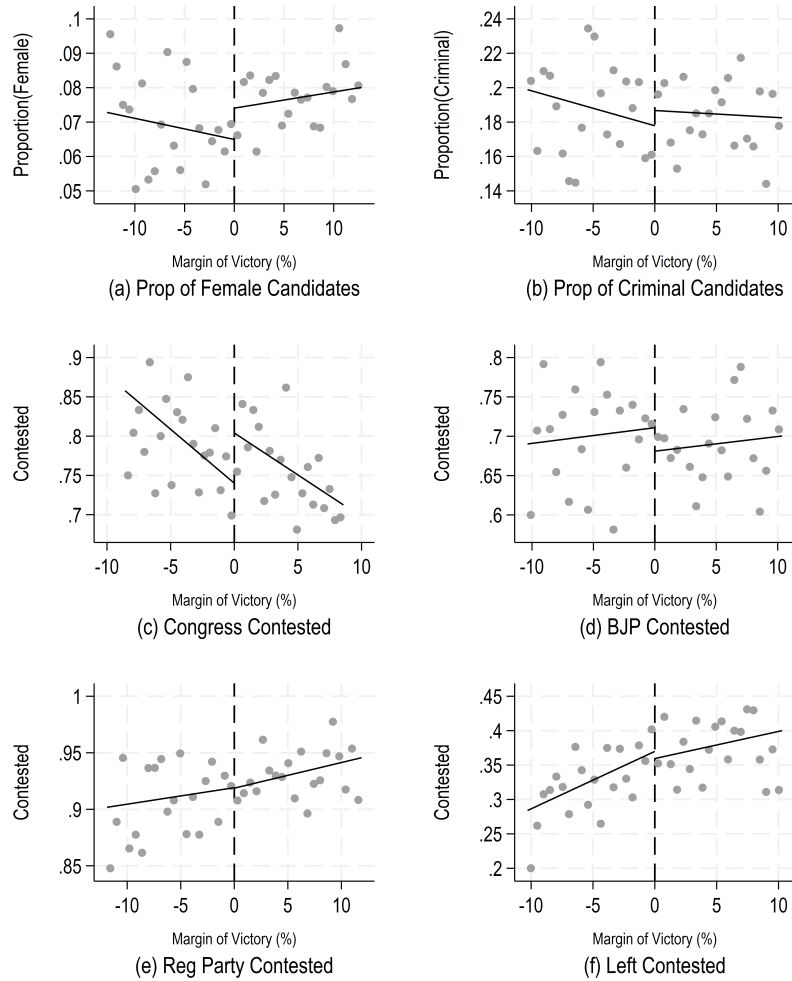 .1
.09
.08
.07
.06
.05
Proportion(Female)
-10 -5 0 5 10
Margin of Victory (%)
(a) Prop of Female Candidates
.24
.22
.2
.18
.16
.14
Proportion(Criminal)
-10 -5 0 5 10
Margin of Victory (%)
(b) Prop of Criminal Candidates
.9
.85
.8
.75
.7
Contested
-10 -5 0 5 10
Margin of Victory (%)
(c) Congress Contested
.8
.75
.7
.65
.6
Contested
-10 -5 0 5 10
Margin of Victory (%)
(d) BJP Contested
1
.95
.9
.85
Contested
-10 -5 0 5 10
Margin of Victory (%)
(e) Reg Party Contested
.45
.4
.35
.3
.25
.2
Contested
-10 -5 0 5 10
Margin of Victory (%)
(f) Left Contested